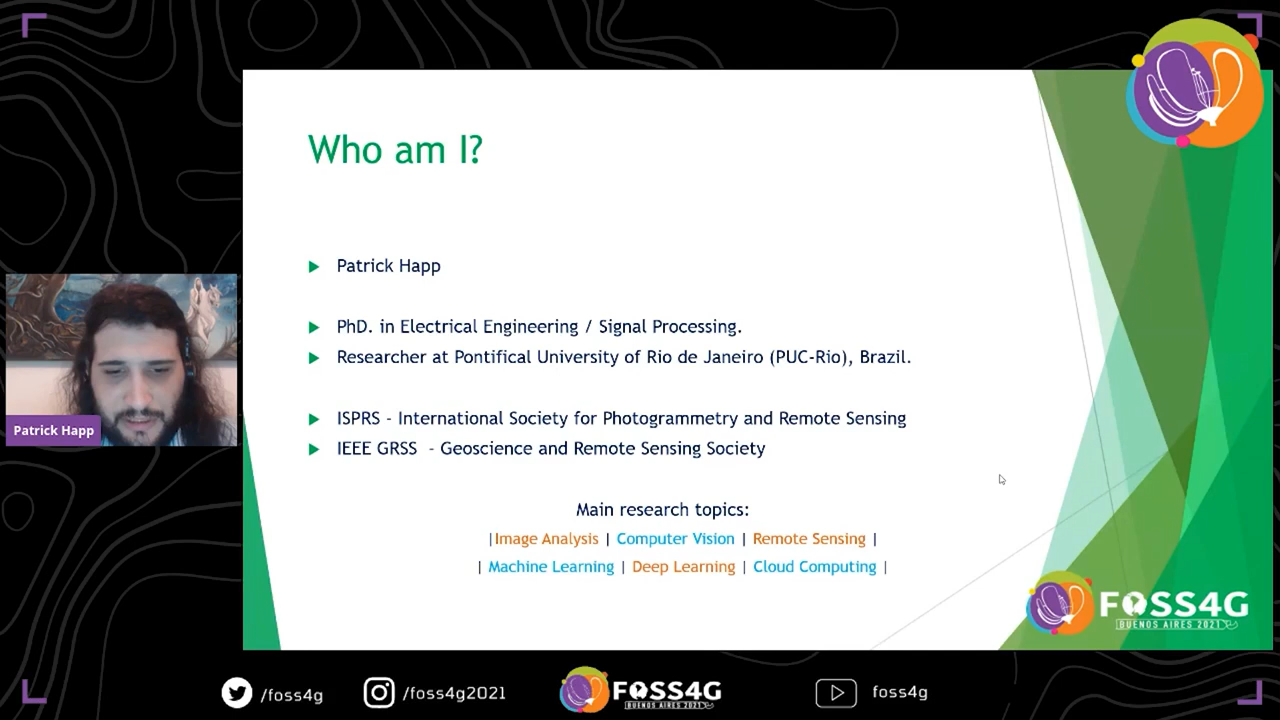 Who am I?
Patrick Happ
PhD. in Electrical Engineering / Signal Processing.
Researcher at Pontifical University of Rio de Janeiro (PUC-Rio), Brazil.
ISPRS - International Society for Photogrammetry and Remote Sensing
IEEE GRSS - Geoscience and Remote Sensing Society
Main research topics:
|Image Analysis | Computer Vision | Remote Sensing |
| Machine Learning | Deep Learning | Cloud Computing |
Patrick Happ
FOSS4G
BUENOS AIRES 2021
/foss4g
/foss4g2021
FOSS4G
BUENOS AIRES 2021
foss4g